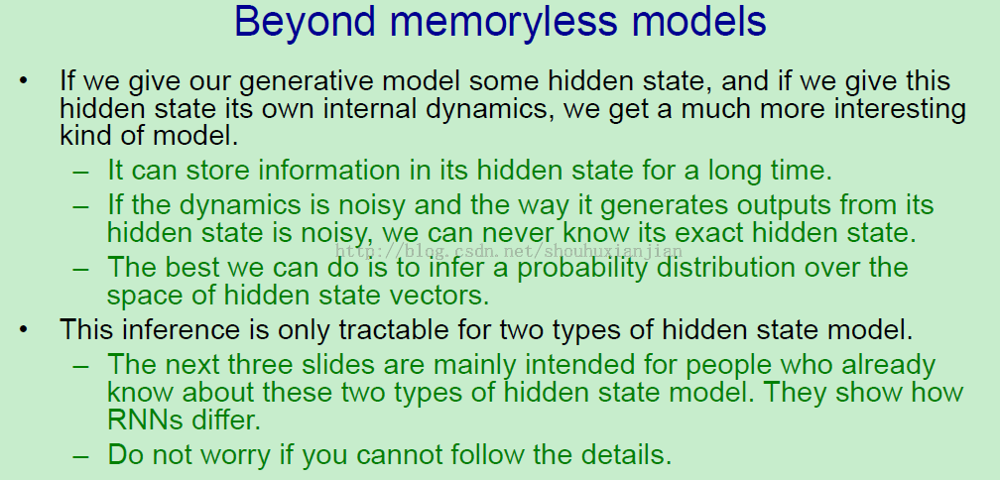 Beyond memoryless models
• If we give our generative model some hidden state, and if we give this
hidden state its own internal dynamics, we get a much more interesting
kind of model.
– It can store information in its hidden state for a long time.
– If the dynamics is noisy and the way it generates outputs from its
hidden state is noisy, we can never know its exact hidden state.
http://blog.csdn.net/shouhuxianjian
– The best we can do is to infer a probability distribution over the
space of hidden state vectors.
• This inference is only tractable for two types of hidden state model.
– The next three slides are mainly intended for people who already
know about these two types of hidden state model. They show how
RNNs differ.
– Do not worry if you cannot follow the details.